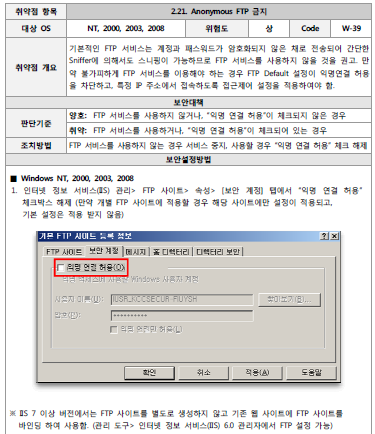 취약점 항목 2.21. Anonymous FTP 금지
대상 OS NT, 2000, 2003, 2008 위험도 상 Code W-39
취약점 개요
기본적인 FTP 서비스는 계정과 패스워드가 암호화되지 않은 채로 전송되어 간단한
Sniffer에 의해서도 스니핑이 가능하므로 FTP 서비스를 사용하지 않을 것을 권고. 만
약 불가피하게 FTP 서비스를 이용해야 하는 경우 FTP Default 설정이 익명연결 허용
을 차단하고, 특정 IP 주소에서 접속하도록 접근제어 설정을 적용하여야 함.
보안대책
판단기준
양호: FTP 서비스를 사용하지 않거나, "익명 연결 허용"이 체크되지 않은 경우
취약: FTP 서비스를 사용하거나, "익명 연결 허용"이 체크되어 있는 경우
조치방법 FTP 서비스를 사용하지 않는 경우 서비스 중지, 사용할 경우 "익명 연결 허용" 체크 해제
보안설정방법
■ Windows NT, 2000, 2003, 2008
1. 인터넷 정보 서비스(IIS) 관리> FTP 사이트> 속성> [보안 계정] 탭에서 "익명 연결 허용"
체크박스 해제 (만약 개별 FTP 사이트에 적용할 경우 해당 사이트에만 설정이 적용되고,
기본 설정은 적용 받지 않음)
기본 FTP 사이트 등록 정보
FTP 사이트 보안 계정 메시지 홈 디렉터리 디렉터리 보안
익명 연결 허용(O)
Windows 사용자 계정
사용자 이름(U): 찾아보기(B)...
암호(P): **********
익명 연결만 허용(L)
확인 취소 적용(A) 도움말
※ IIS 7 이상 버전에서는 FTP 사이트를 별도로 생성하지 않고 기존 웹 사이트에 FTP 사이트를
바인딩 하여 사용함. (관리 도구> 인터넷 정보 서비스(IIS) 6.0 관리자에서 FTP 설정 가능)